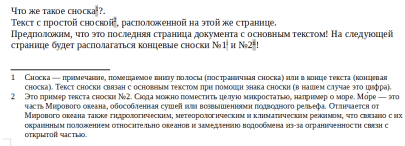 Что же такое сноска1?.
Текст с простой сноской2, расположенной на этой же странице.
Предположим, что это последняя страница документа с основным текстом! На следующей
странице будет располагаться концевые сноски №1i и №2ii!
1 Сноска — примечание, помещаемое внизу полосы (постраничная сноска) или в конце текста (концевая
сноска). Текст сноски связан с основным текстом при помощи знака сноски (в нашем случае это цифра).
2 Это пример текста сноски №2. Сюда можно поместить целую микростатью, например о море. Море — это
часть Мирового океана, обособленная сушей или возвышениями подводного рельефа. Отличается от
Мирового океана также гидрологическим, метеорологическим и климатическим режимом, что связано с их
окраинным положением относительно океанов и замедлению водообмена из-за ограниченности связи с
открытой частью.